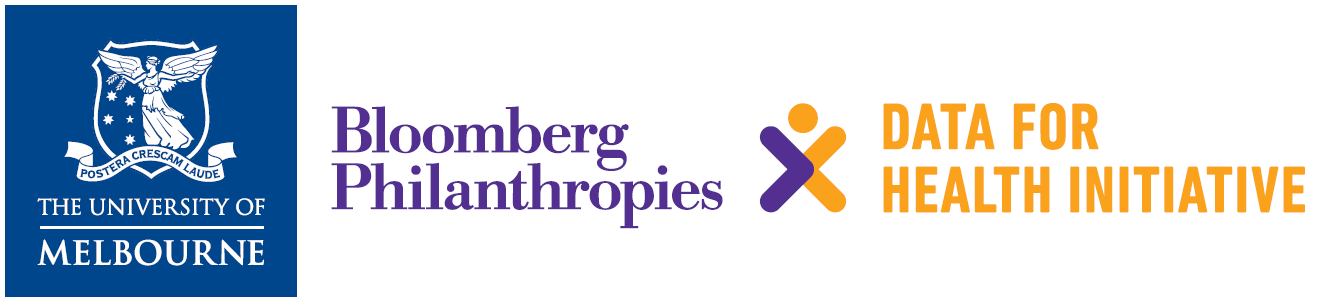 POSTERA CRESCAM LAUDE
THE UNIVERSITY OF
MELBOURNE
Bloomberg
Philanthropies
DATA FOR
HEALTH INITIATIVE